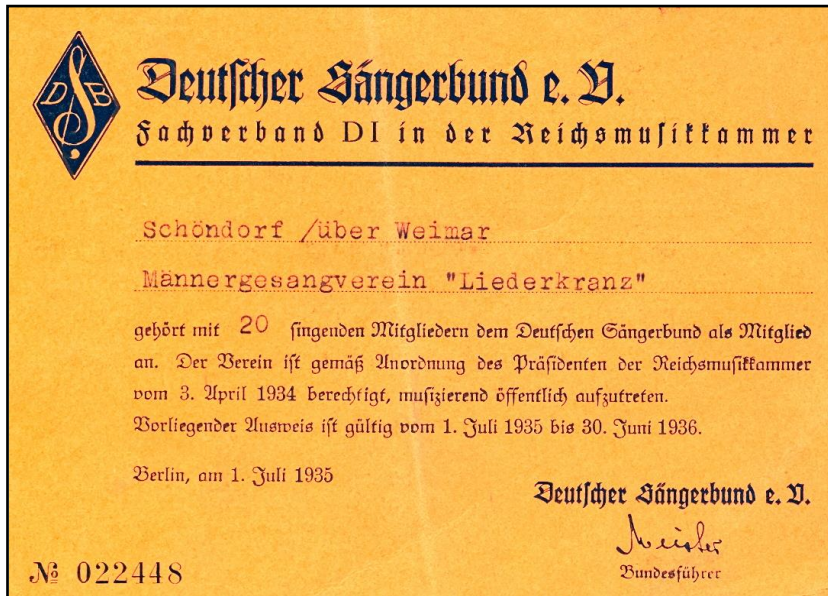 DSB
Deutscher Sängerbund e. V.
Fachverband DI in der Reichsmusikkammer
Schöndorf /über Weimar
Männergesangverein "Liederkranz"
gehört mit 20 singenden Mitgliedern dem Deutschen Sängerbund als Mitglied
an. Der Verein ist gemäß Anordnung des Präsidenten der Reichsmusikkammer
vom 3. April 1934 berechtigt, musizierend öffentlich aufzutreten.
Vorliegender Ausweis ist gültig vom 1. Juli 1935 bis 30. Juni 1936.
Berlin, am 1. Juli 1935
Deutscher Sängerbund e. V.
Meister
Bundesführer
№ 022448